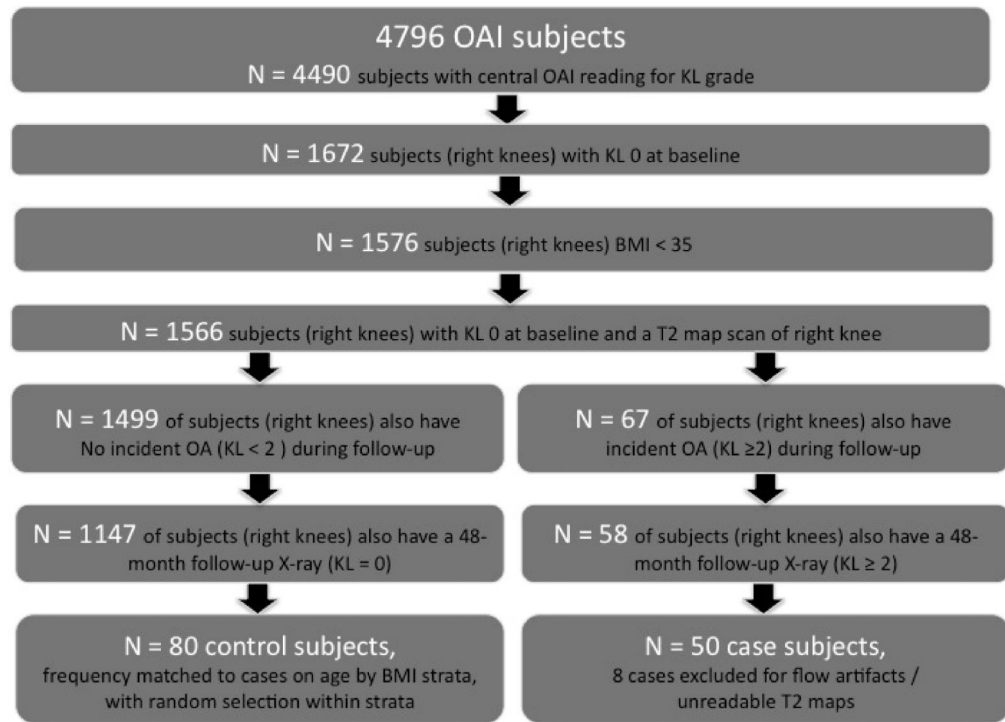 4796 OAI subjects
N = 4490 subjects with central OAI reading for KL grade
N = 1672 subjects (right knees) with KL 0 at baseline
N = 1576 subjects (right knees) BMI < 35
N = 1566 subjects (right knees) with KL 0 at baseline and a T2 map scan of right knee
N = 1499 of subjects (right knees) also have
No incident OA (KL < 2 ) during follow-up
N = 67 of subjects (right knees) also have
incident OA (KL ≥2) during follow-up
N = 1147 of subjects (right knees) also have a 48-
month follow-up X-ray (KL = 0)
N = 58 of subjects (right knees) also have a 48-
month follow-up X-ray (KL ≥ 2)
N = 80 control subjects,
frequency matched to cases on age by BMI strata,
with random selection within strata
N = 50 case subjects,
8 cases excluded for flow artifacts /
unreadable T2 maps